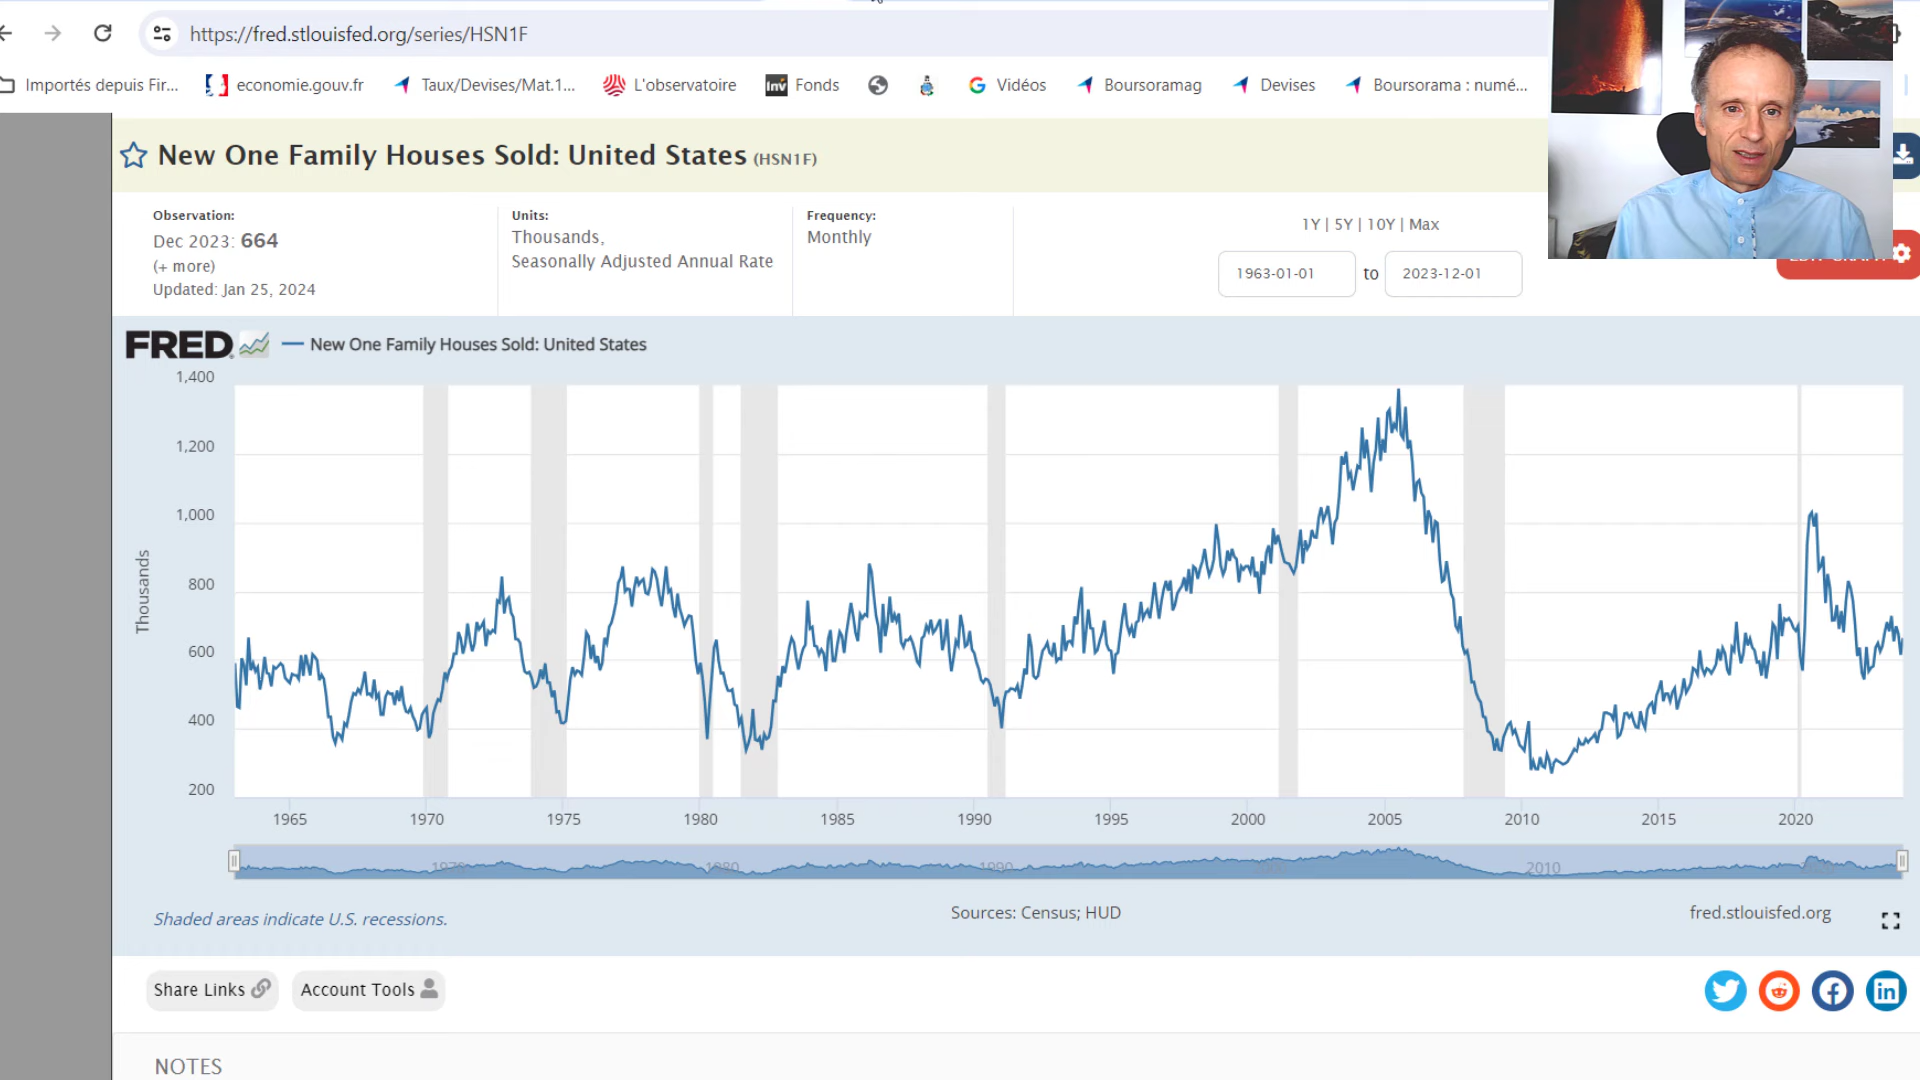 https://fred.stlouisfed.org/series/HSN1F
Importés depuis Fir...
economie.gouv.fr
Taux/Devises/Mat.1...
L'observatoire
Inv Fonds
Vidéos
Boursoramag
Devises
Boursorama : numé...
New One Family Houses Sold: United States (HSN1F)
Observation:
Dec 2023: 664
(+ more)
Updated: Jan 25, 2024
Units:
Thousands,
Seasonally Adjusted Annual Rate
Frequency:
Monthly
1Y | 5Y | 10Y | Max
1963-01-01 to 2023-12-01
FRED
New One Family Houses Sold: United States
1,400
1,200
1,000
800
600
400
200
Thousands
1965 1970 1975 1980 1985 1990 1995 2000 2005 2010 2015 2020
1970 1980 1990 2010
Shaded areas indicate U.S. recessions.
Sources: Census; HUD
fred.stlouisfed.org
Share Links
Account Tools
NOTES